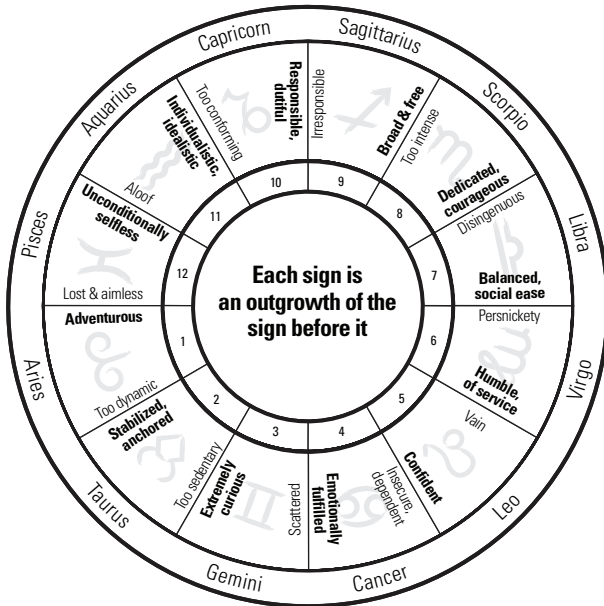 Each sign is
an outgrowth of the
sign before it
Aries
1
Adventurous
Too dynamic
Taurus
2
Stabilized,
anchored
Too sedentary
Gemini
3
Extremely
curious
Scattered
Cancer
4
Emotionally
fulfilled
Insecure,
dependent
Leo
5
Confident
Vain
Virgo
6
Humble,
of service
Persnickety
Libra
7
Balanced,
social ease
Disingenuous
Scorpio
8
Dedicated,
courageous
Too intense
Sagittarius
9
Broad & free
Irresponsible
Capricorn
10
Responsible,
dutiful
Too conforming
Aquarius
11
Individualistic,
idealistic
Aloof
Pisces
12
Unconditionally
selfless
Lost & aimless